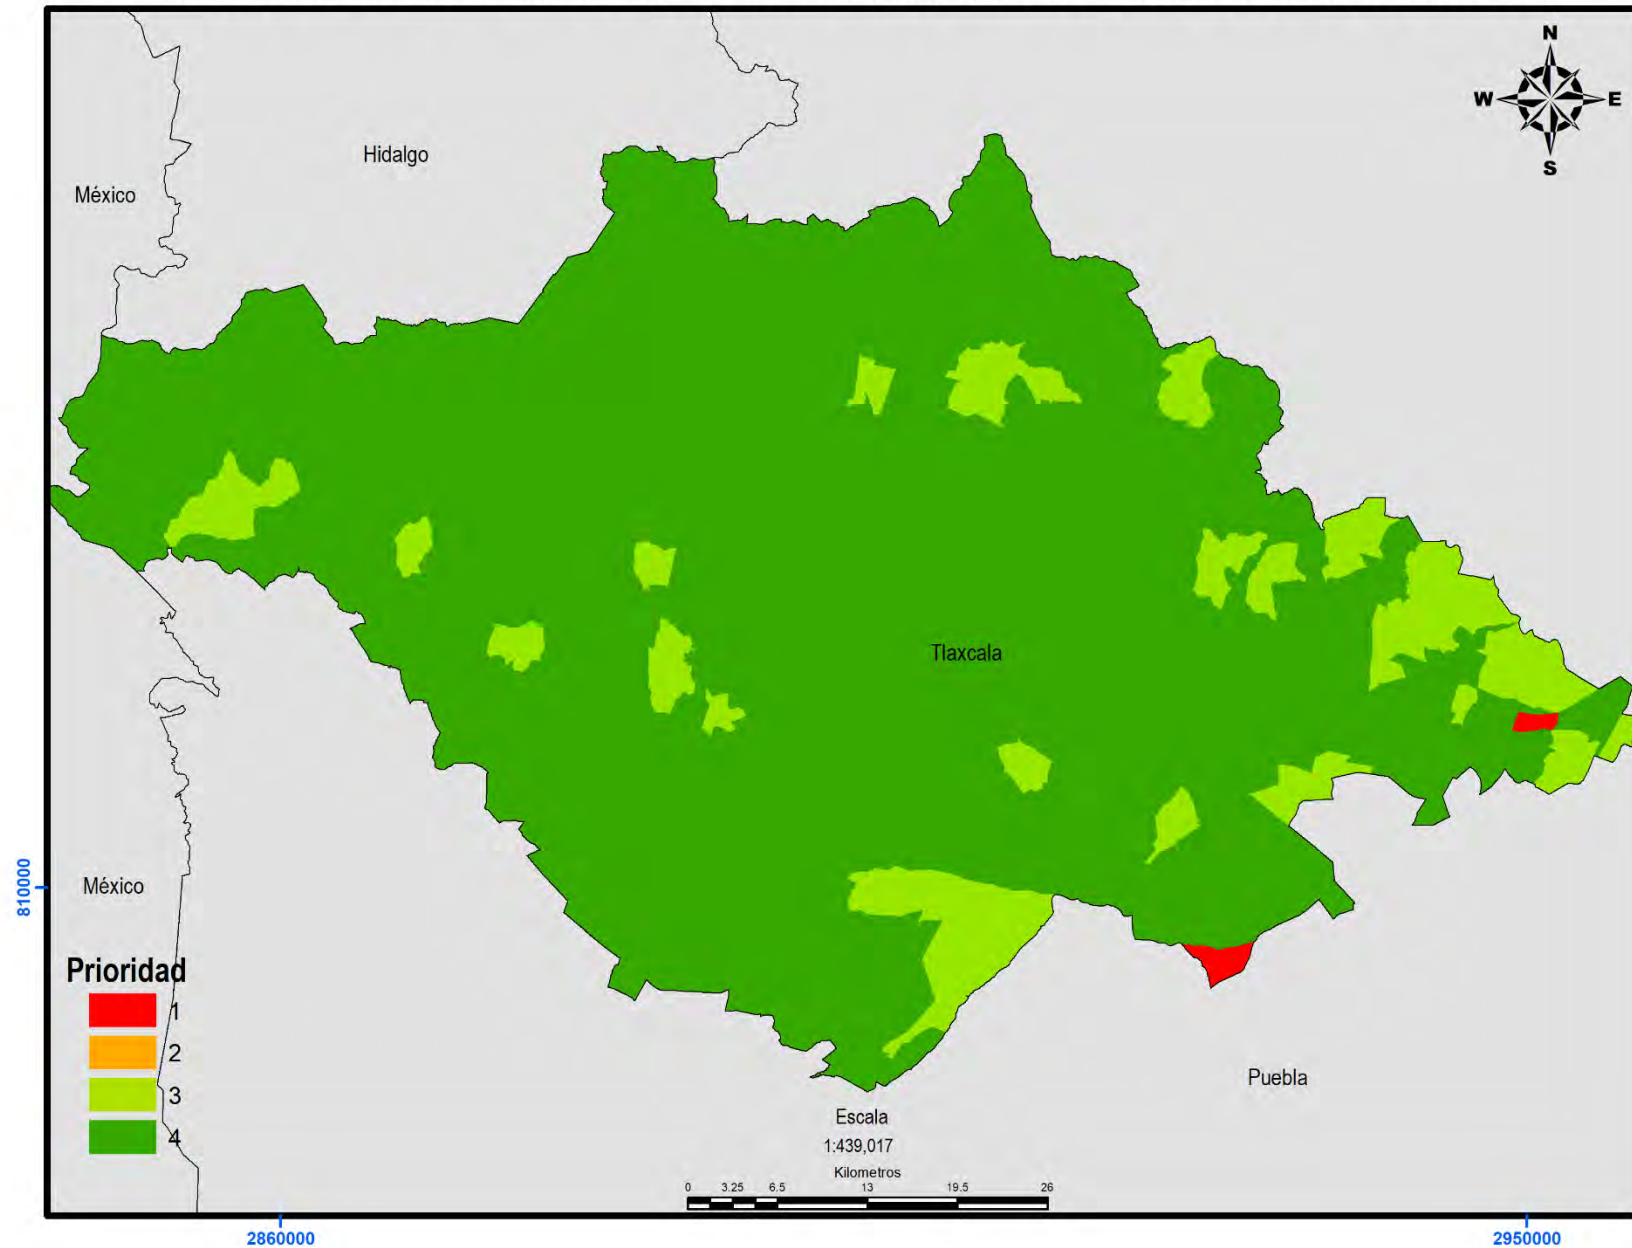 N
W E
S
Hidalgo
México
Tlaxcala
810000
México
Prioridad
1
2
3
4
Puebla
Escala
1:439,017
Kilometros
0 3.25 6.5 13 19.5 26
2860000 2950000